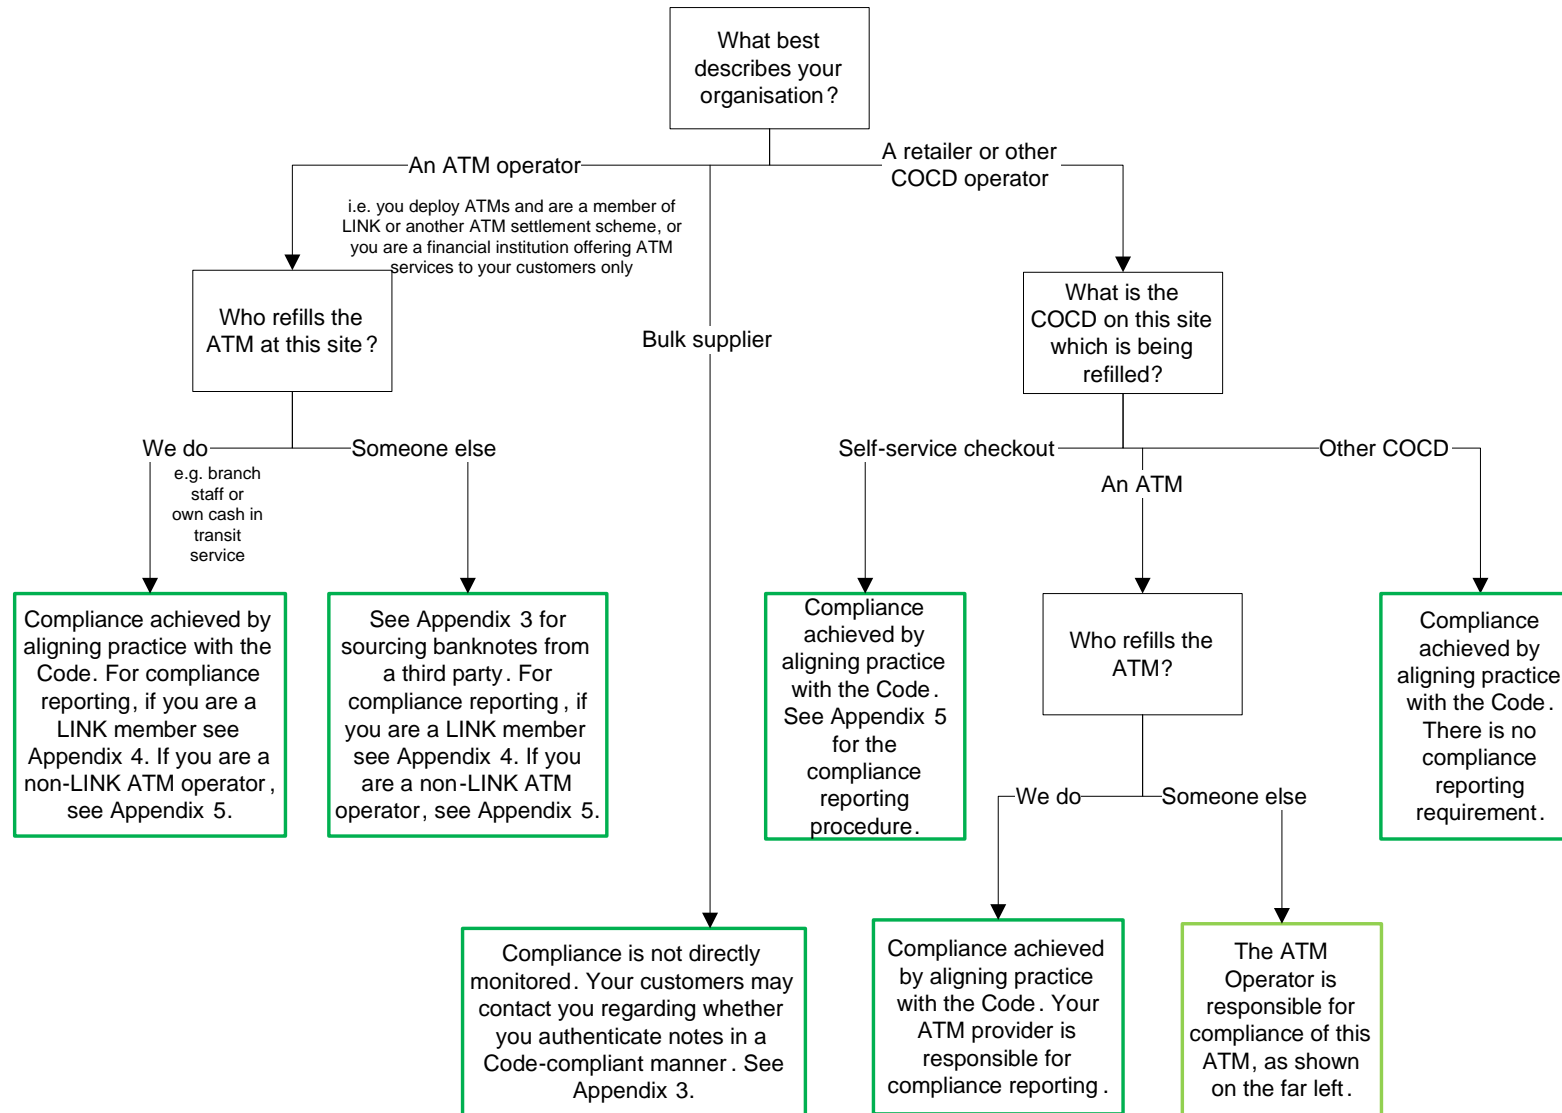 What best
describes your
organisation?
An ATM operator
A retailer or other
COCD operator
i.e. you deploy ATMs and are a member of
LINK or another ATM settlement scheme, or
you are a financial institution offering ATM
services to your customers only
Who refills the
ATM at this site?
Bulk supplier
What is the
COCD on this site
which is being
refilled?
We do
Someone else
e.g. branch
staff or
own cash in
transit
service
Self-service checkout
An ATM
Other COCD
Compliance achieved by
aligning practice with the
Code. For compliance
reporting, if you are a
LINK member see
Appendix 4. If you are a
non-LINK ATM operator,
see Appendix 5.
See Appendix 3 for
sourcing banknotes from
a third party. For
compliance reporting, if
you are a LINK member
see Appendix 4. If you
are a non-LINK ATM
operator, see Appendix 5.
Compliance
achieved by
aligning practice
with the Code.
See Appendix 5
for the
compliance
reporting
procedure.
Who refills the
ATM?
Compliance
achieved by
aligning practice
with the Code.
There is no
compliance
reporting
requirement.
We do
Someone else
Compliance is not directly
monitored. Your customers may
contact you regarding whether
you authenticate notes in a
Code-compliant manner. See
Appendix 3.
Compliance achieved
by aligning practice
with the Code. Your
ATM provider is
responsible for
compliance reporting.
The ATM
Operator is
responsible for
compliance of this
ATM, as shown
on the far left.